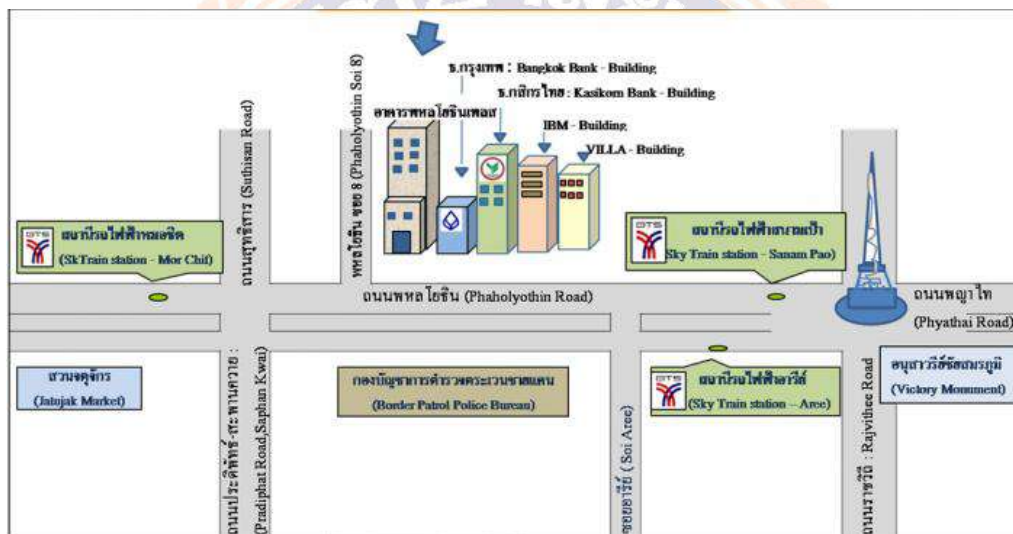 ธ.กรุงเทพ : Bangkok Bank - Building
ธ.กสิกรไทย : Kasikorn Bank - Building
อาคารพหลโยธินเพลส
IBM - Building
VILLA - Building
ถนนสุทธิสาร (Suthisan Road)
พหลโยธิน ซอย 8 (Phaholyothin Soi 8)
BTS
สถานีรถไฟฟ้าหมอชิต
(SkTrain station - Mor Chit)
BTS
สถานีรถไฟฟ้าสนามเป้า
(Sky Train station - Sanam Pao)
ถนนพหลโยธิน (Phaholyothin Road)
ถนนพญาไท
(Phyathai Road)
สวนจตุจักร
(Jatujak Market)
กองบัญชาการตำรวจตระเวนชายแดน
(Border Patrol Police Bureau)
BTS
สถานีรถไฟฟ้าอารีย์
(Sky Train station – Aree)
อนุสาวรีย์ชัยสมรภูมิ
(Victory Monument)
ถนนประดิพัทธ์-สะพานควาย :
(Pradiphat Road,Saphan Kwai)
ซอยอารีย์ ( Soi Aree)
ถนนราชวิถี : Rajvithee Road